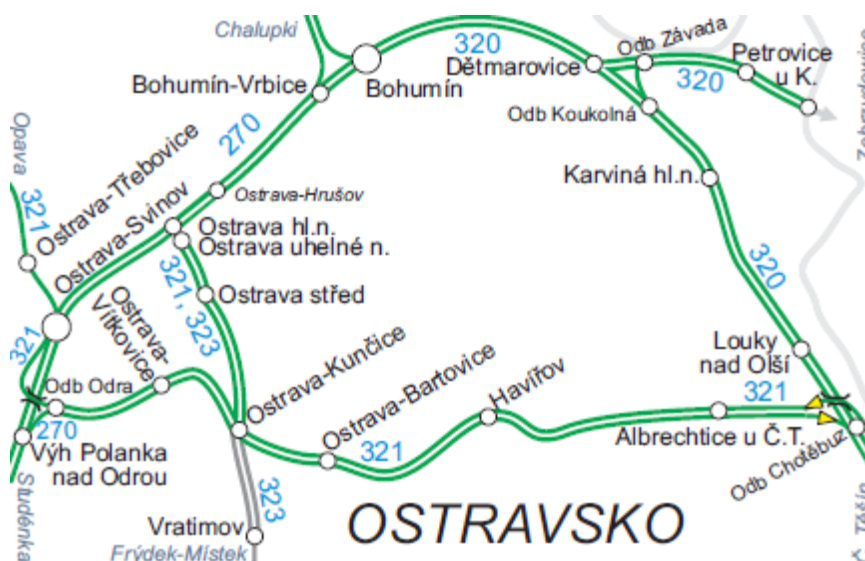 Chalupki
320
Odb Závada
Dětmarovice
Petrovice
u K.
320
Bohumín-Vrbice
Bohumín
Odb Koukolná
Opava
270
Ostrava-Třebovice
Ostrava-Svinov
Ostrava-Hrušov
Karviná hl.n.
321
Ostrava hl.n.
Ostrava uhelné n.
321, 323
320
Ostrava střed
Ostrava-
Vítkovice
321
Ostrava-Kunčice
Louky
nad Olší
Odb Odra
Ostrava-Bartovice
Havířov
321
270
321
Albrechtice u Č.T.
Odb Chotěbuz
Výh Polanka
nad Odrou
Studénka
323
Vratimov
Frýdek-Místek
OSTRAVSKO
Č. Těšín